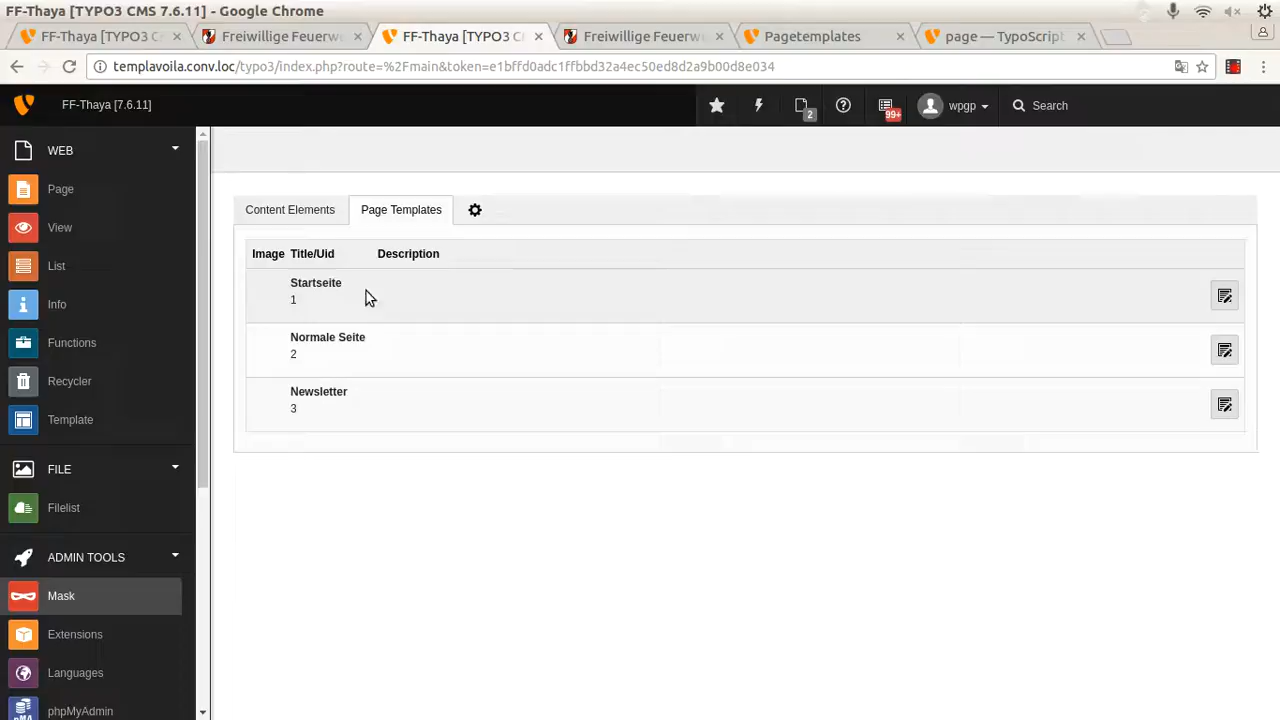 FF-Thaya [TYPO3 CMS 7.6.11] - Google Chrome
FF-Thaya [TYPO3 C
Freiwillige Feuerw
FF-Thaya [TYPO3 C
Freiwillige Feuerw
Pagetemplates
page — TypoScript
templavoila.conv.loc/typo3/index.php?route=%2Fmain&token=e1bffd0adc1ffbbd32a4ec50ed8d2a9b00d8e034
FF-Thaya [7.6.11]
2
99+
wpgp
Search
WEB
Page
View
List
Info
Functions
Recycler
Template
FILE
Filelist
ADMIN TOOLS
Mask
Extensions
Languages
phpMyAdmin
Content Elements
Page Templates
Image Title/Uid Description
Startseite
1
Normale Seite
2
Newsletter
3